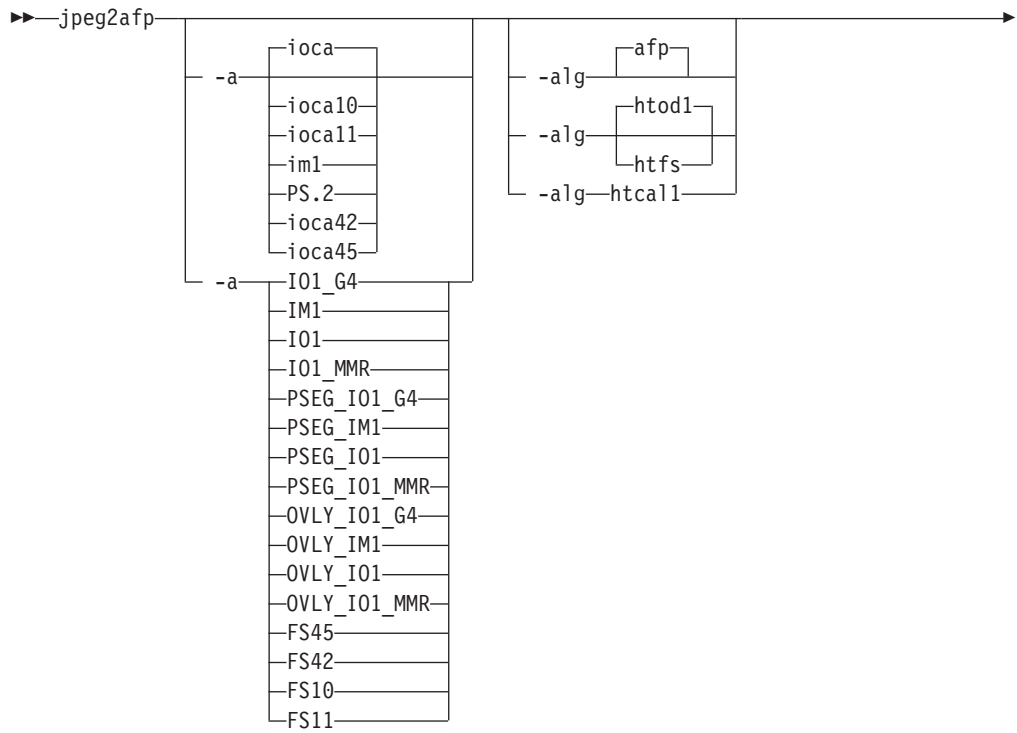 jpeg2afp
-a ioca
ioca10
ioca11
im1
PS.2
ioca42
ioca45
-a IO1_G4
IM1
IO1
IO1_MMR
PSEG_IO1_G4
PSEG_IM1
PSEG_IO1
PSEG_IO1_MMR
OVLY_IO1_G4
OVLY_IM1
OVLY_IO1
OVLY_IO1_MMR
FS45
FS42
FS10
FS11
-alg afp
-alg htod1
htfs
-alg htcal1